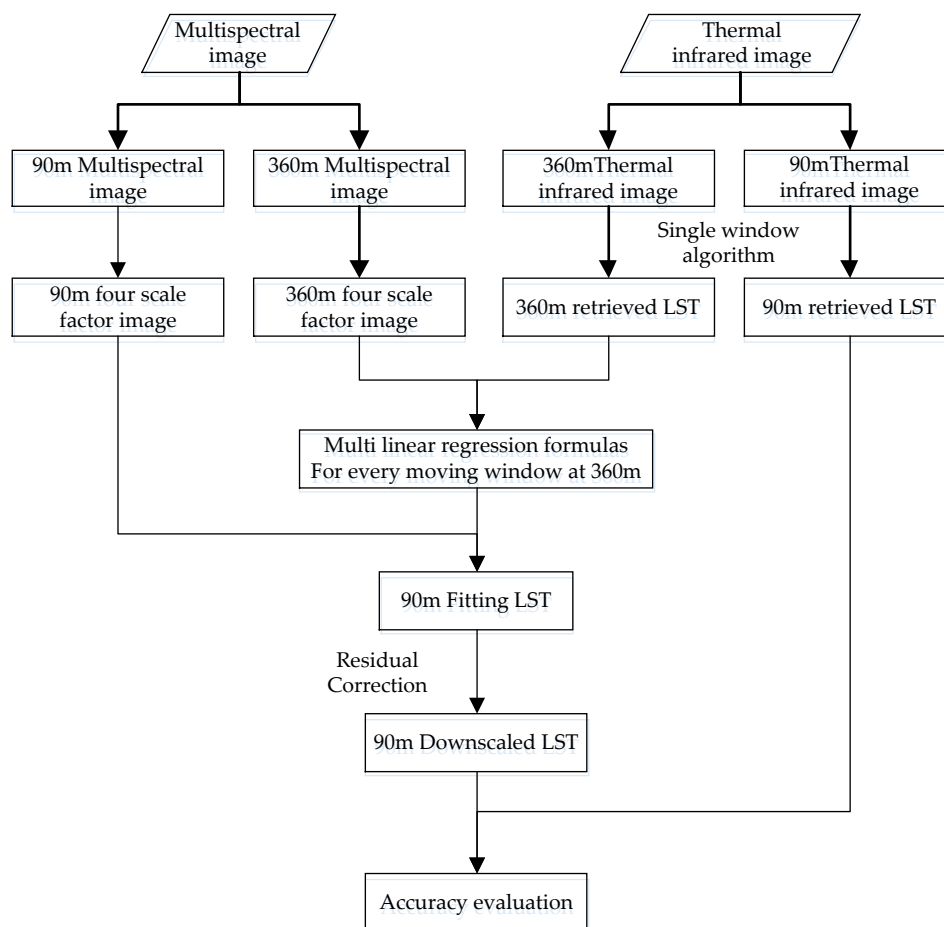 Multispectral
image
Thermal
infrared image
90m Multispectral
image
360m Multispectral
image
360mThermal
infrared image
90mThermal
infrared image
Single window
algorithm
90m four scale
factor image
360m four scale
factor image
360m retrieved LST
90m retrieved LST
Multi linear regression formulas
For every moving window at 360m
90m Fitting LST
Residual
Correction
90m Downscaled LST
Accuracy evaluation